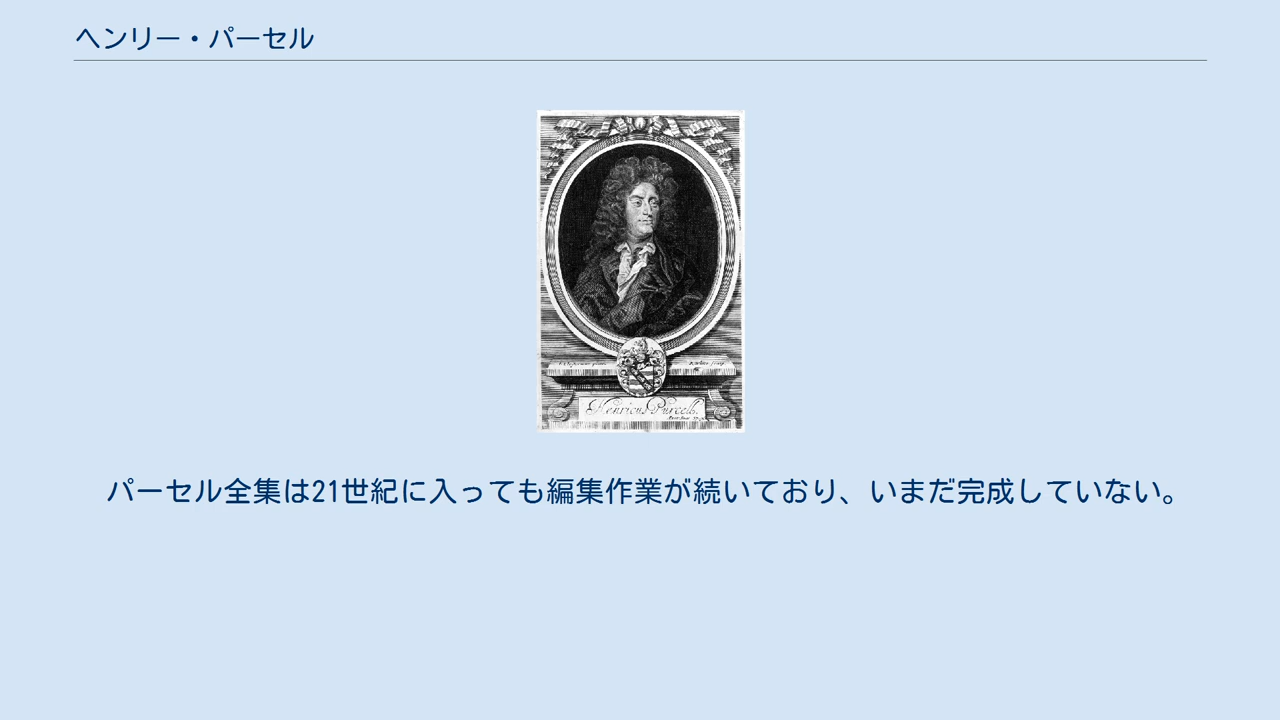 ヘンリー・パーセル
Henricus Purcell.
パーセル全集は21世紀に入っても編集作業が続いており、いまだ完成していない。